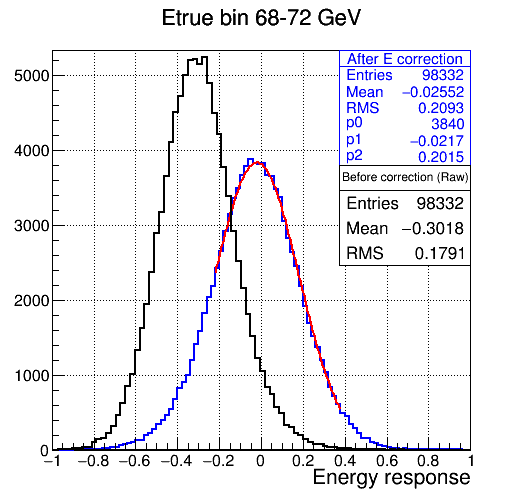 Etrue bin 68-72 GeV
After E correction
Entries 98332
Mean −0.02552
RMS 0.2093
p0 3840
p1 −0.0217
p2 0.2015
Before correction (Raw)
Entries 98332
Mean −0.3018
RMS 0.1791
5000
4000
3000
2000
1000
0
−1 −0.8 −0.6 −0.4 −0.2 0 0.2 0.4 0.6 0.8 1
Energy response